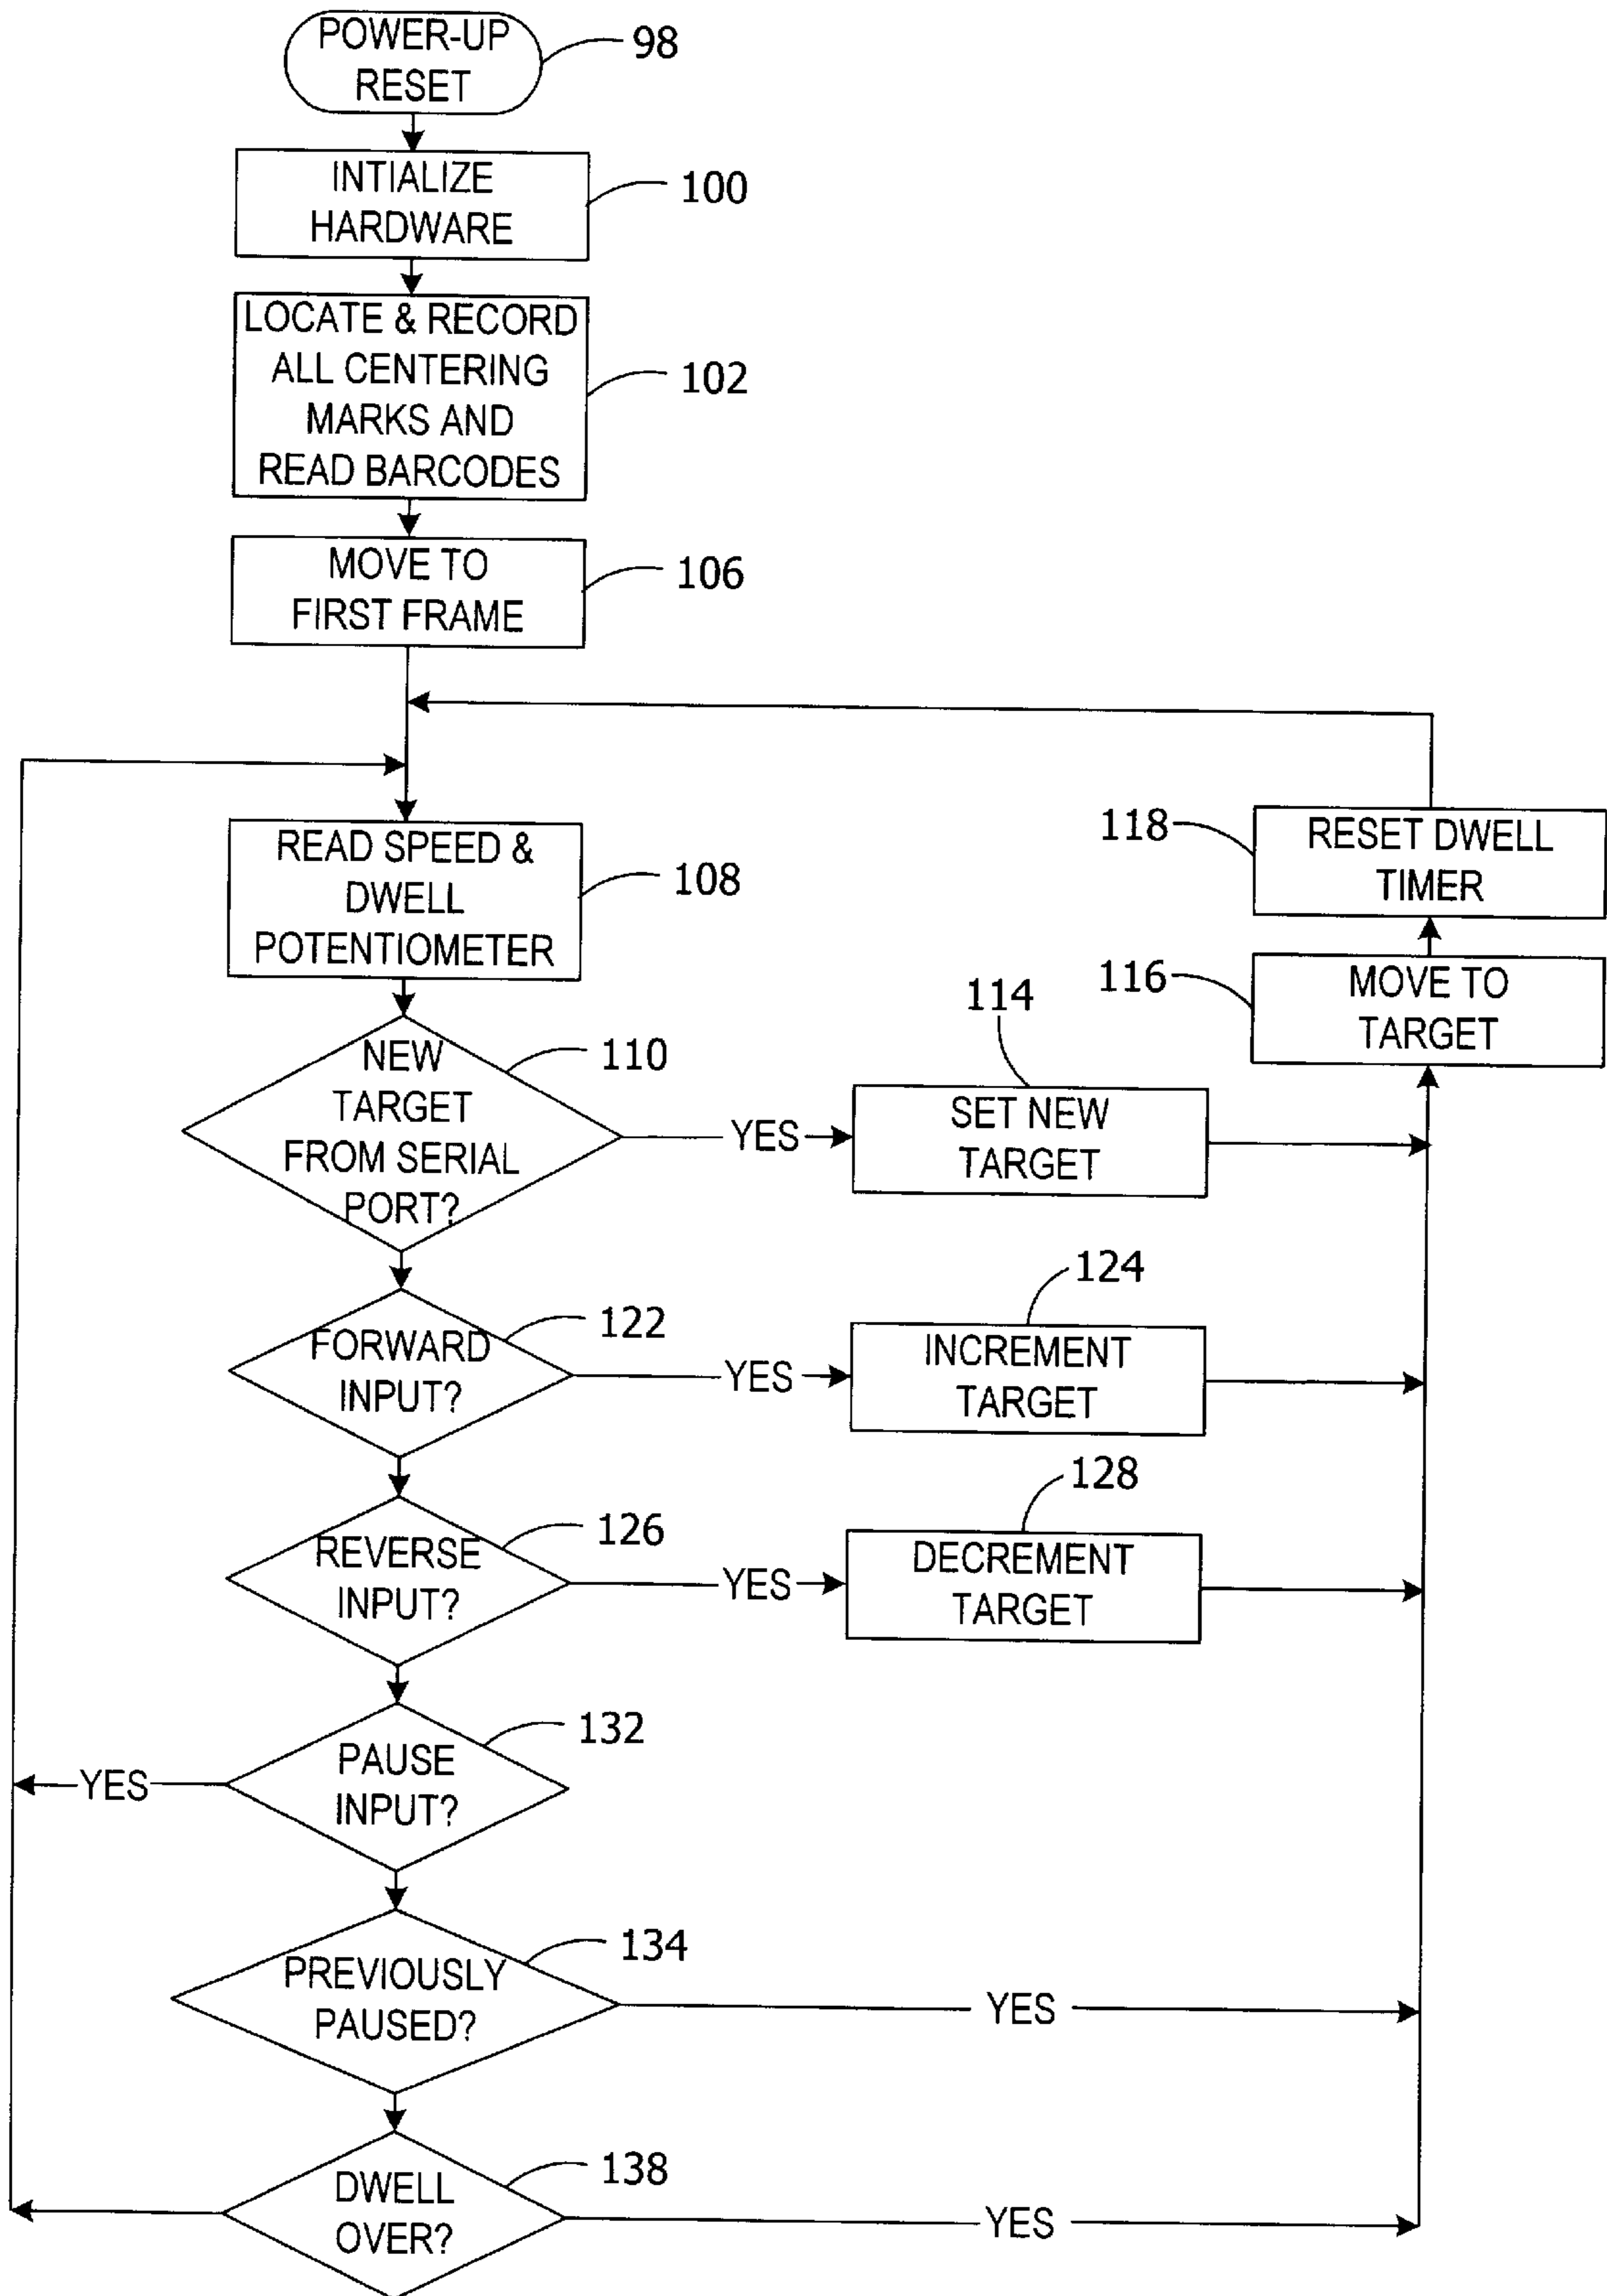 POWER-UP
RESET
98
INTIALIZE
HARDWARE
100
LOCATE & RECORD
ALL CENTERING
MARKS AND
READ BARCODES
102
MOVE TO
FIRST FRAME
106
READ SPEED &
DWELL
POTENTIOMETER
108
118
RESET DWELL
TIMER
116
MOVE TO
TARGET
NEW
TARGET
FROM SERIAL
PORT?
110
YES
114
SET NEW
TARGET
FORWARD
INPUT?
122
YES
124
INCREMENT
TARGET
REVERSE
INPUT?
126
YES
128
DECREMENT
TARGET
PAUSE
INPUT?
132
YES
PREVIOUSLY
PAUSED?
134
YES
DWELL
OVER?
138
YES